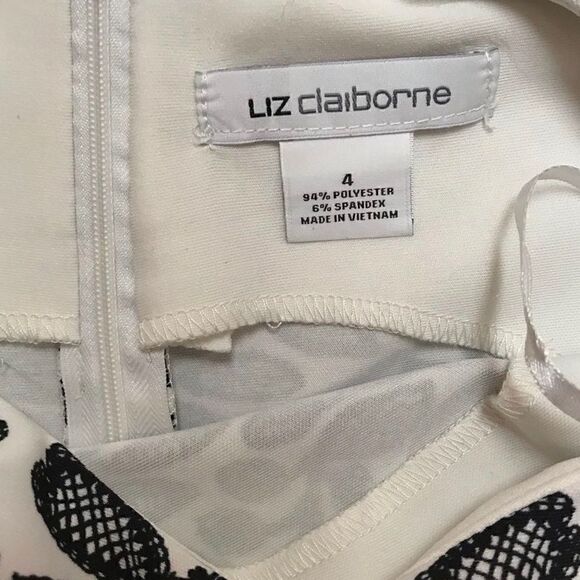 LIZ claiborne
4
94% POLYESTER
6% SPANDEX
MADE IN VIETNAM